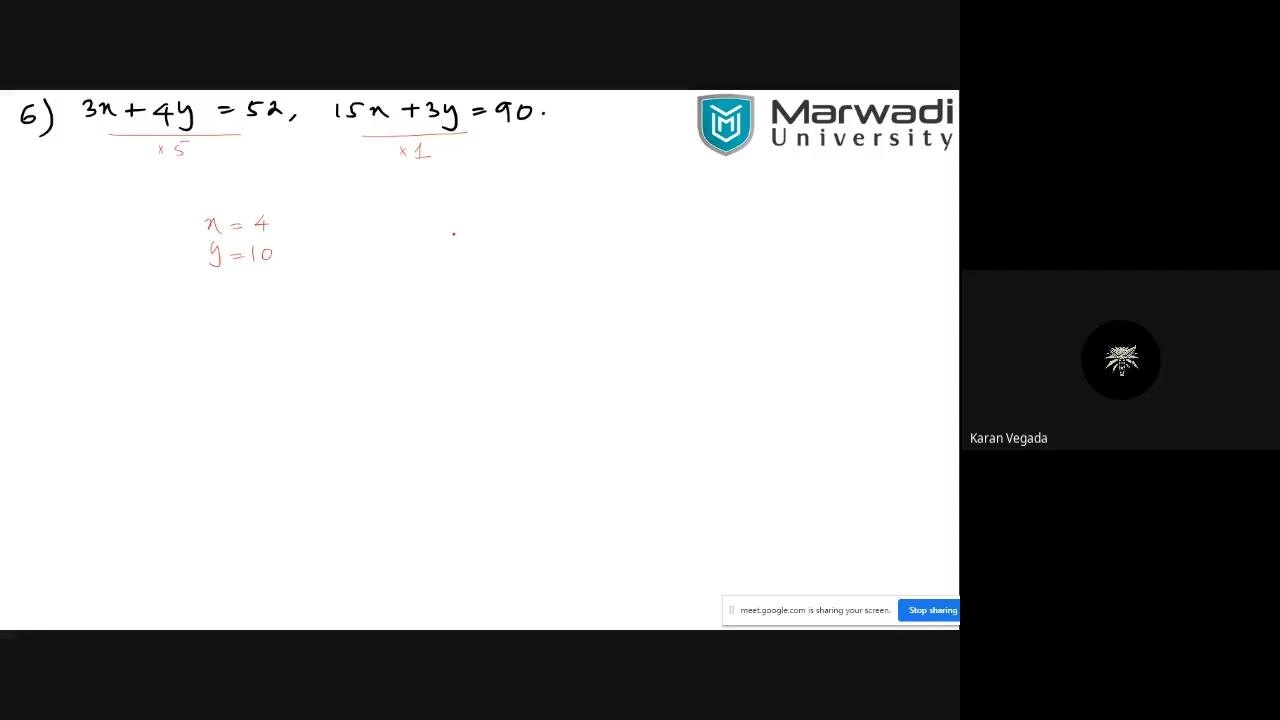 6) 3x + 4y = 52, 15x + 3y = 90.
× 5 × 1
x = 4
y = 10
Marwadi
University
Karan Vegada
meet.google.com is sharing your screen. Stop sharing